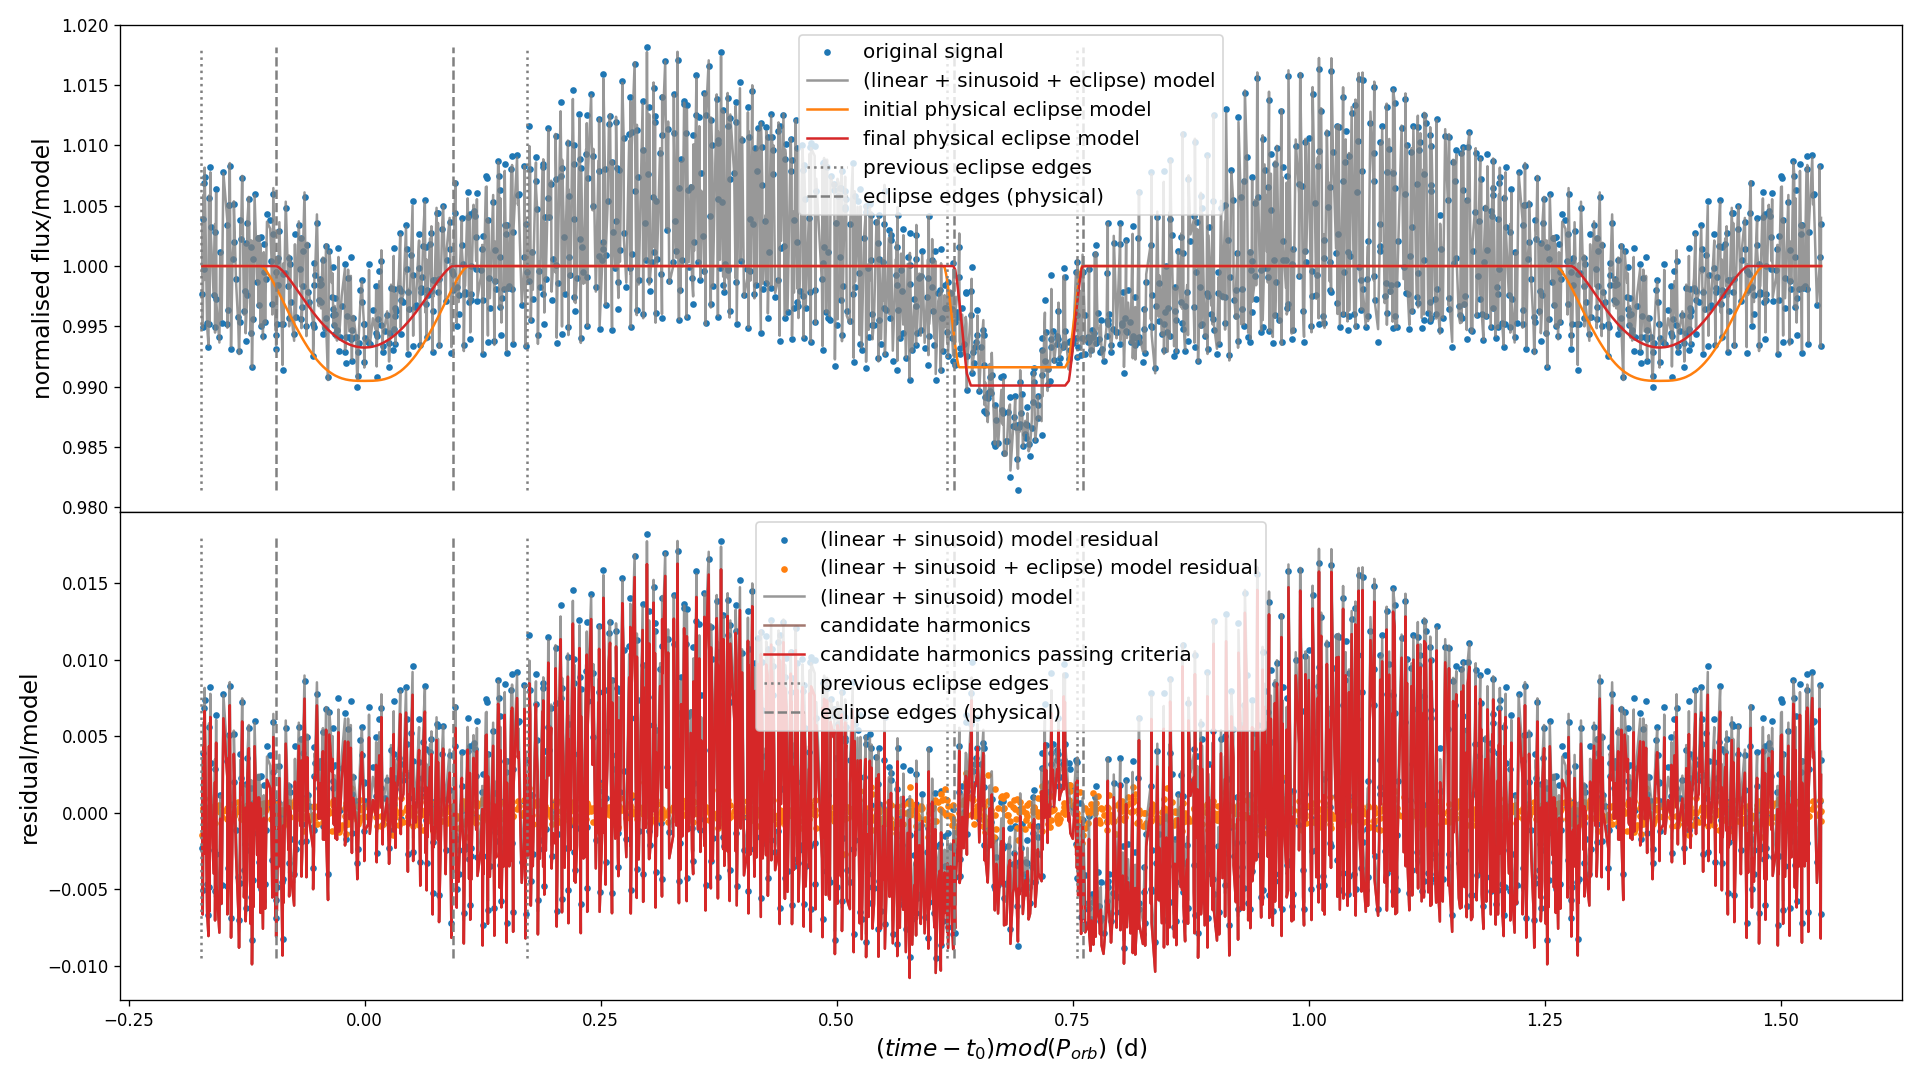 1.020
1.015
1.010
1.005
1.000
0.995
0.990
0.985
0.980
normalised flux/model
original signal
(linear + sinusoid + eclipse) model
initial physical eclipse model
final physical eclipse model
previous eclipse edges
eclipse edges (physical)
0.015
0.010
0.005
0.000
−0.005
−0.010
residual/model
(linear + sinusoid) model residual
(linear + sinusoid + eclipse) model residual
(linear + sinusoid) model
candidate harmonics
candidate harmonics passing criteria
previous eclipse edges
eclipse edges (physical)
−0.25 0.00 0.25 0.50 0.75 1.00 1.25 1.50
(time − t₀)mod(P_orb) (d)